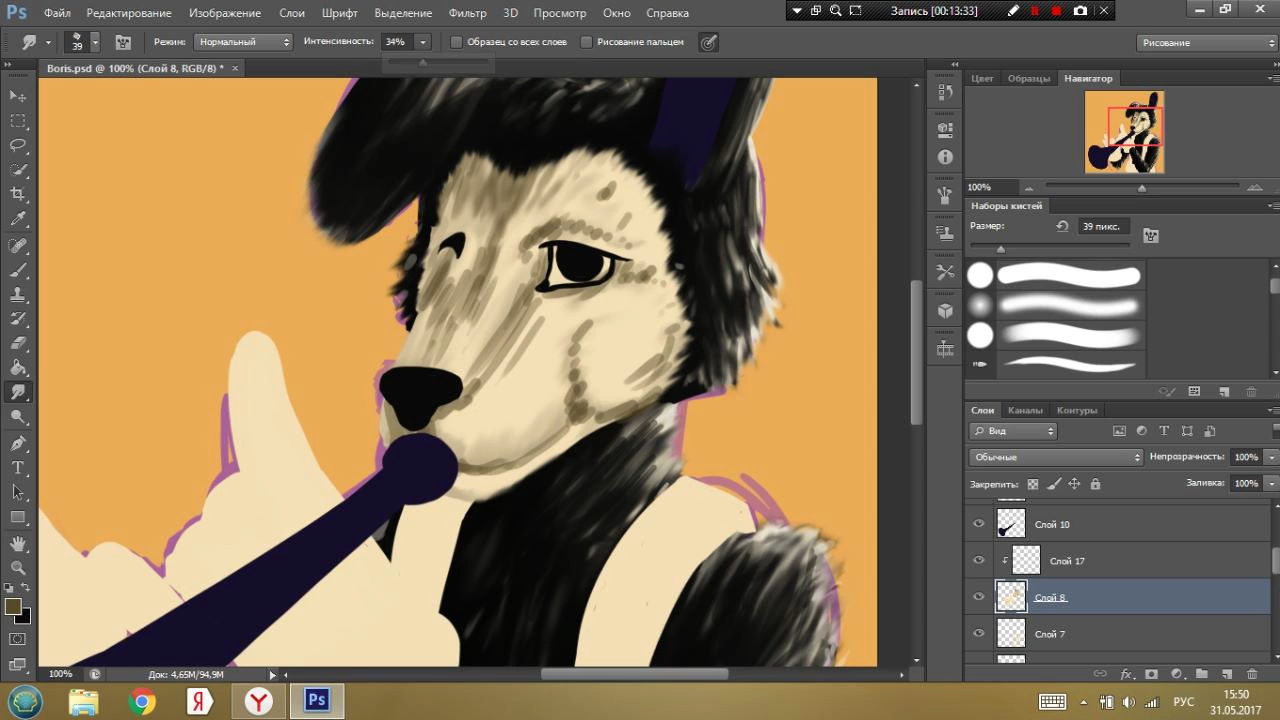 Ps Файл Редактирование Изображение Слои Шрифт Выделение Фильтр 3D Просмотр Окно Справка
Запись [00:13:33]
39 Режим: Нормальный Интенсивность: 34% Образец со всех слоев Рисование пальцем Рисование
Boris.psd @ 100% (Слой 8, RGB/8) * ×
Цвет Образцы Навигатор
100%
Наборы кистей
Размер: 39 пикс.
Слои Каналы Контуры
Вид
Обычные Непрозрачность: 100%
Закрепить: Заливка: 100%
Слой 10
Слой 17
Слой 8
Слой 7
100% Док: 4,65M/94,9M
Я Y Ps РУС 15:50
31.05.2017